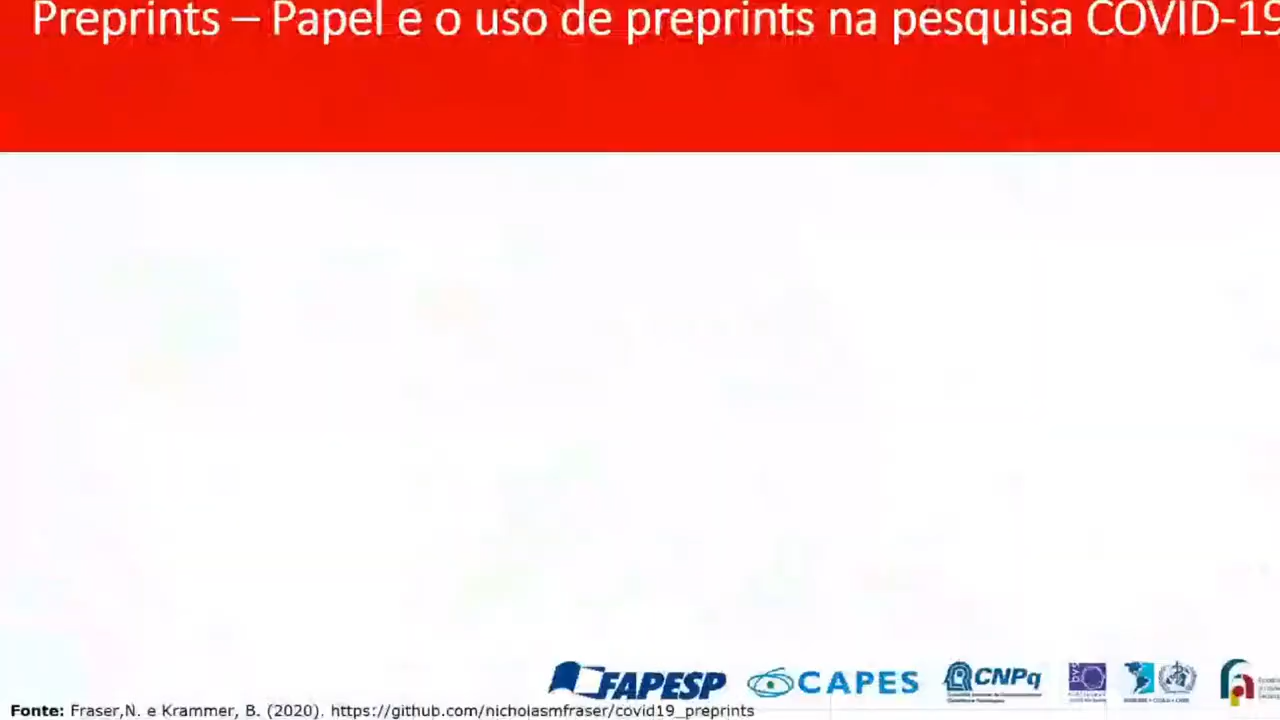 Preprints – Papel e o uso de preprints na pesquisa COVID-19
FAPESP CAPES CNPq bvs
Fonte: Fraser,N. e Krammer, B. (2020). https://github.com/nicholasmfraser/covid19_preprints